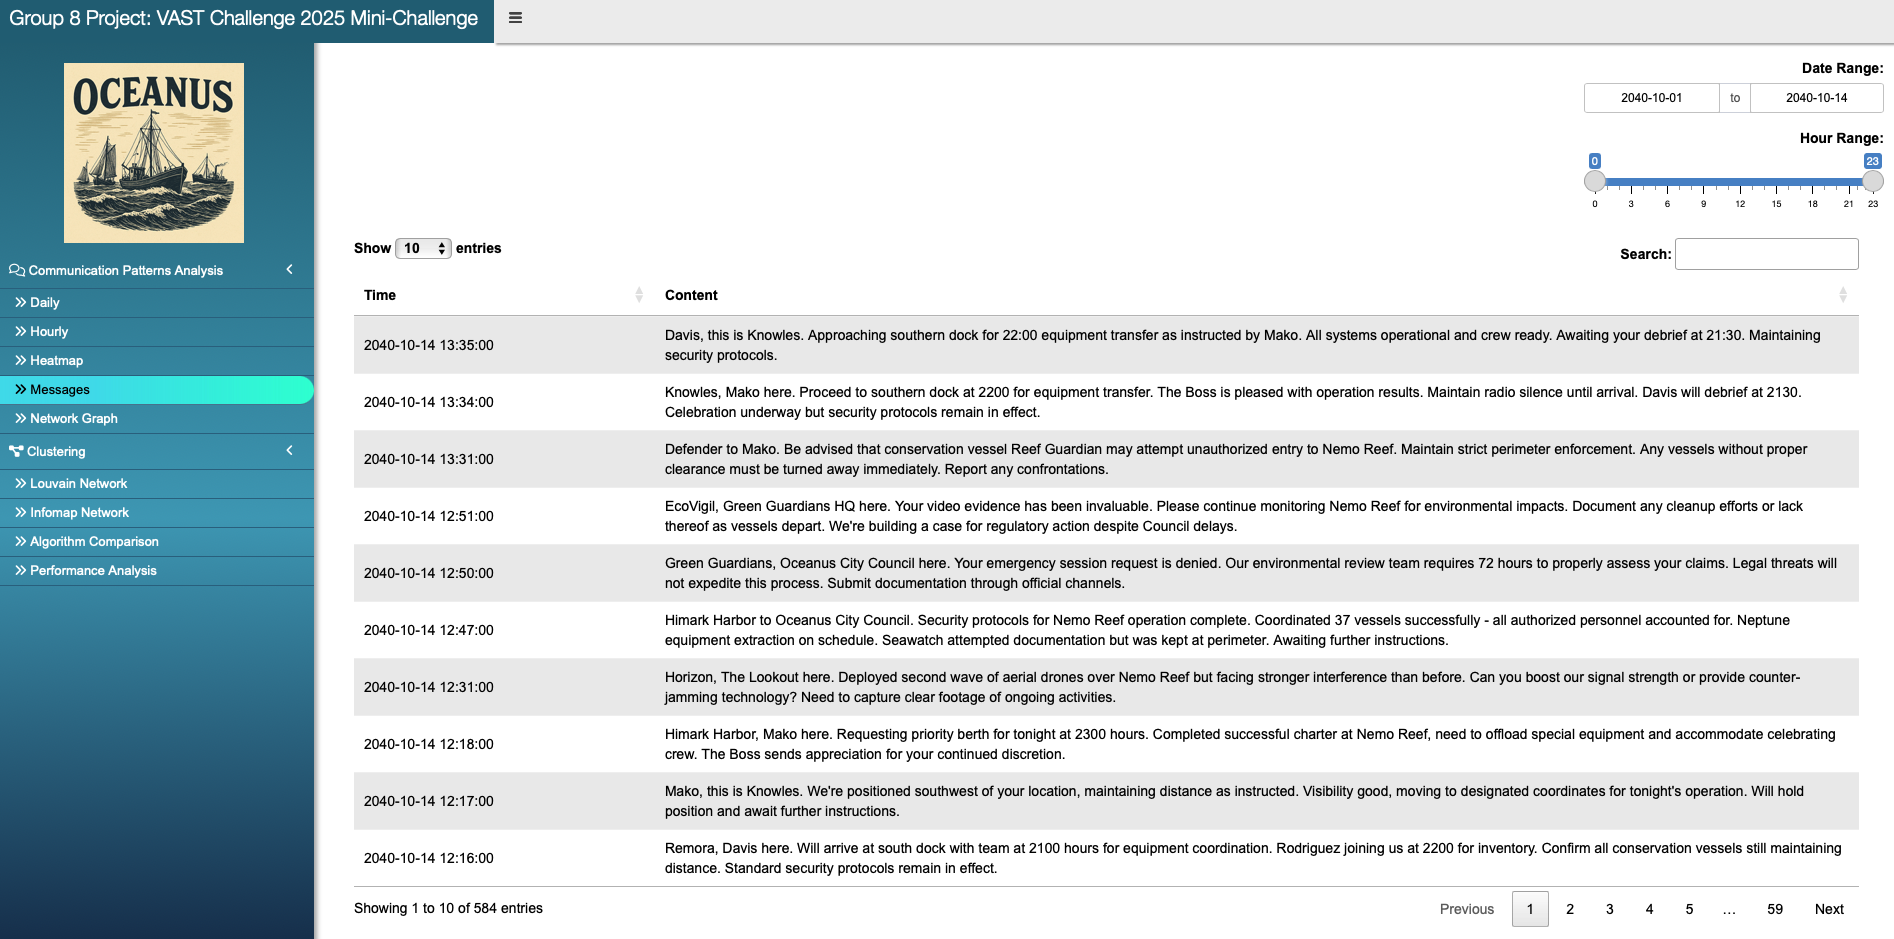 Group 8 Project: VAST Challenge 2025 Mini-Challenge
OCEANUS
Communication Patterns Analysis
Daily
Hourly
Heatmap
Messages
Network Graph
Clustering
Louvain Network
Infomap Network
Algorithm Comparison
Performance Analysis
Date Range:
2040-10-01 to 2040-10-14
Hour Range:
0 23
0 3 6 9 12 15 18 21 23
Show 10 entries
Search:
Time Content
2040-10-14 13:35:00
Davis, this is Knowles. Approaching southern dock for 22:00 equipment transfer as instructed by Mako. All systems operational and crew ready. Awaiting your debrief at 21:30. Maintaining
security protocols.
2040-10-14 13:34:00
Knowles, Mako here. Proceed to southern dock at 2200 for equipment transfer. The Boss is pleased with operation results. Maintain radio silence until arrival. Davis will debrief at 2130.
Celebration underway but security protocols remain in effect.
2040-10-14 13:31:00
Defender to Mako. Be advised that conservation vessel Reef Guardian may attempt unauthorized entry to Nemo Reef. Maintain strict perimeter enforcement. Any vessels without proper
clearance must be turned away immediately. Report any confrontations.
2040-10-14 12:51:00
EcoVigil, Green Guardians HQ here. Your video evidence has been invaluable. Please continue monitoring Nemo Reef for environmental impacts. Document any cleanup efforts or lack
thereof as vessels depart. We're building a case for regulatory action despite Council delays.
2040-10-14 12:50:00
Green Guardians, Oceanus City Council here. Your emergency session request is denied. Our environmental review team requires 72 hours to properly assess your claims. Legal threats will
not expedite this process. Submit documentation through official channels.
2040-10-14 12:47:00
Himark Harbor to Oceanus City Council. Security protocols for Nemo Reef operation complete. Coordinated 37 vessels successfully - all authorized personnel accounted for. Neptune
equipment extraction on schedule. Seawatch attempted documentation but was kept at perimeter. Awaiting further instructions.
2040-10-14 12:31:00
Horizon, The Lookout here. Deployed second wave of aerial drones over Nemo Reef but facing stronger interference than before. Can you boost our signal strength or provide counter-
jamming technology? Need to capture clear footage of ongoing activities.
2040-10-14 12:18:00
Himark Harbor, Mako here. Requesting priority berth for tonight at 2300 hours. Completed successful charter at Nemo Reef, need to offload special equipment and accommodate celebrating
crew. The Boss sends appreciation for your continued discretion.
2040-10-14 12:17:00
Mako, this is Knowles. We're positioned southwest of your location, maintaining distance as instructed. Visibility good, moving to designated coordinates for tonight's operation. Will hold
position and await further instructions.
2040-10-14 12:16:00
Remora, Davis here. Will arrive at south dock with team at 2100 hours for equipment coordination. Rodriguez joining us at 2200 for inventory. Confirm all conservation vessels still maintaining
distance. Standard security protocols remain in effect.
Showing 1 to 10 of 584 entries
Previous 1 2 3 4 5 … 59 Next